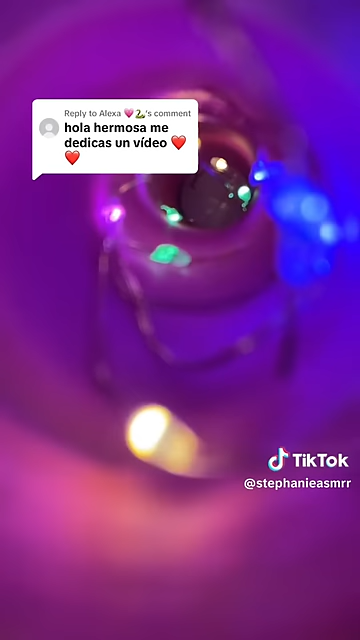 Reply to Alexa 💗🐍's comment
hola hermosa me
dedicas un vídeo ❤️
❤️
TikTok
@stephanieasmrr